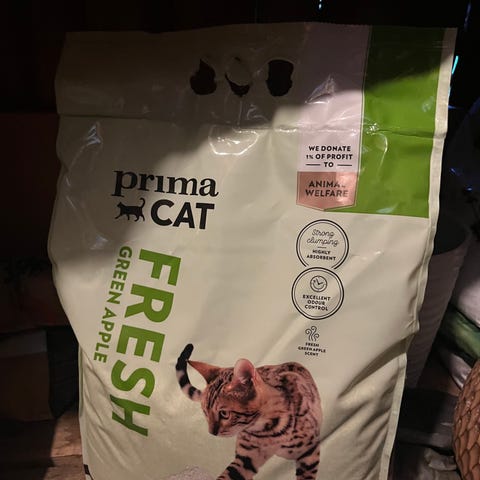 WE DONATE
1% OF PROFIT
TO
ANIMAL
WELFARE
prima
CAT
Strong
clumping
HIGHLY
ABSORBENT
EXCELLENT
ODOUR
CONTROL
FRESH
GREEN APPLE
SCENT
FRESH
GREEN APPLE